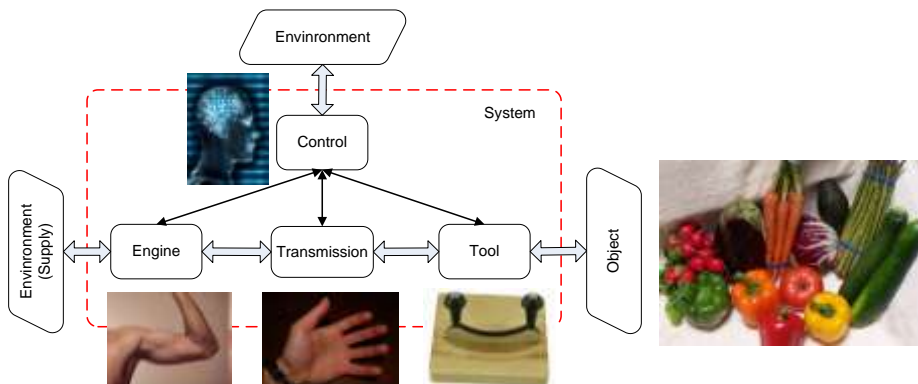 Envinronment
System
Control
Envinronment
(Supply)
Engine
Transmission
Tool
Object